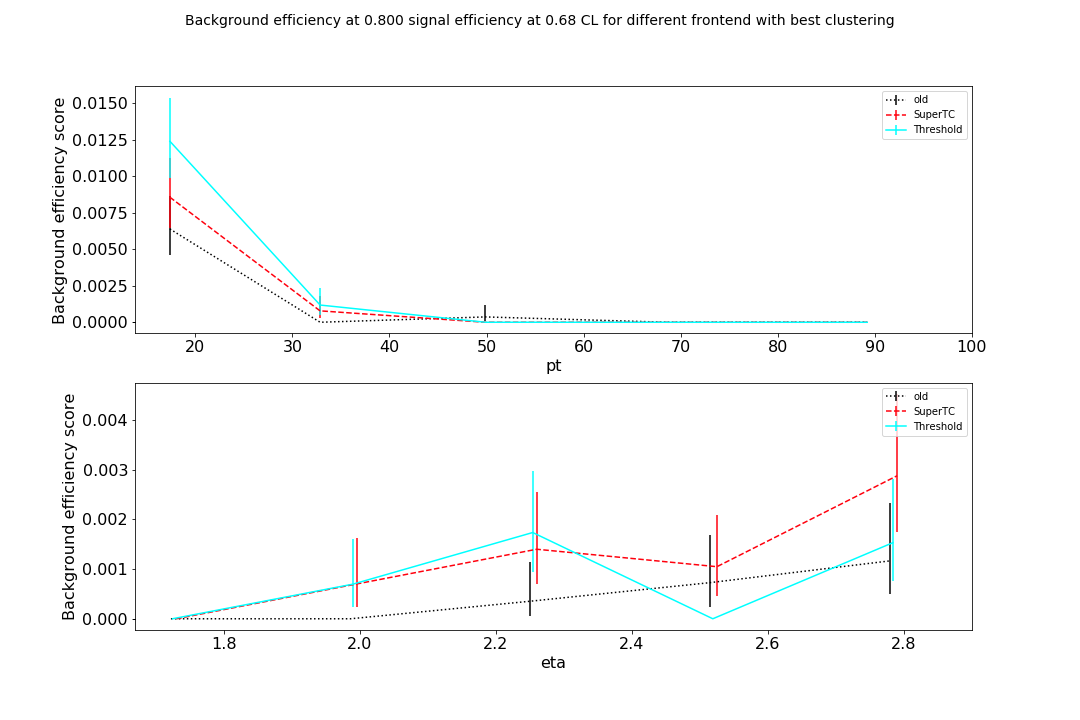 Background efficiency at 0.800 signal efficiency at 0.68 CL for different frontend with best clustering
Background efficiency score
0.0150
0.0125
0.0100
0.0075
0.0050
0.0025
0.0000
20 30 40 50 60 70 80 90 100
pt
old
SuperTC
Threshold
Background efficiency score
0.004
0.003
0.002
0.001
0.000
1.8 2.0 2.2 2.4 2.6 2.8
eta
old
SuperTC
Threshold